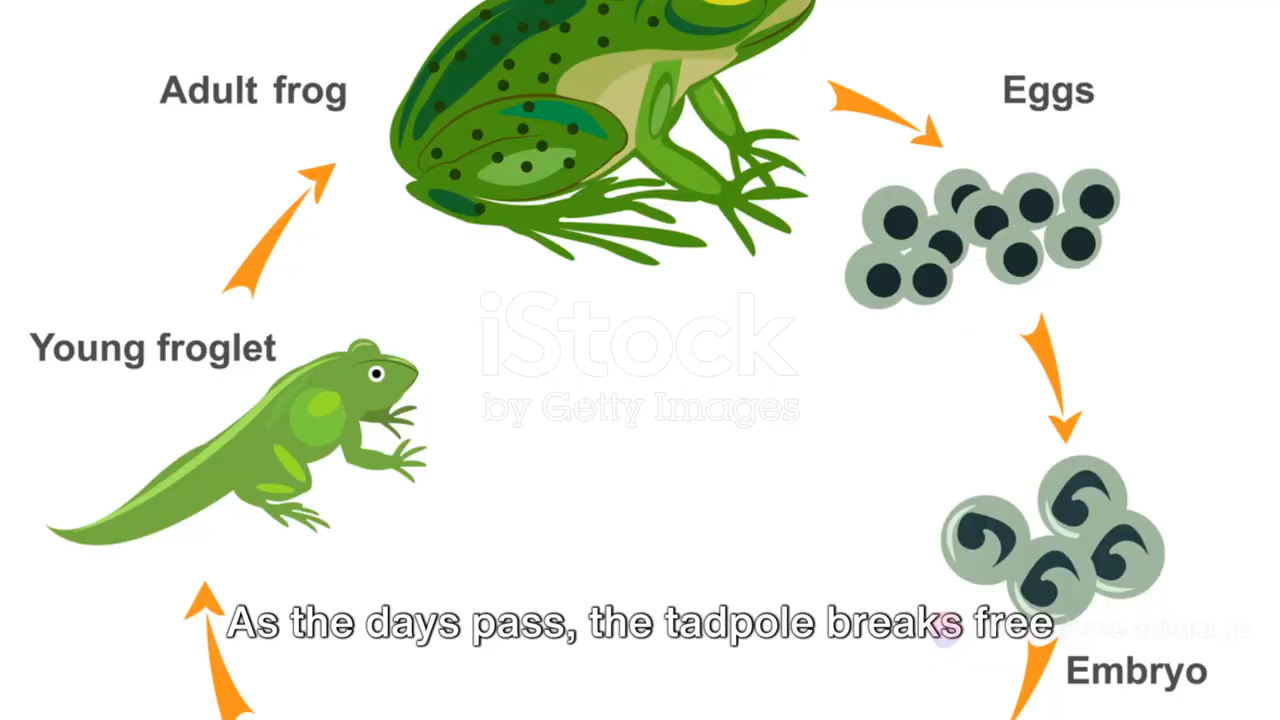 Adult frog
Eggs
Young froglet
iStock
by Getty Images
As the days pass, the tadpole breaks free
Embryo